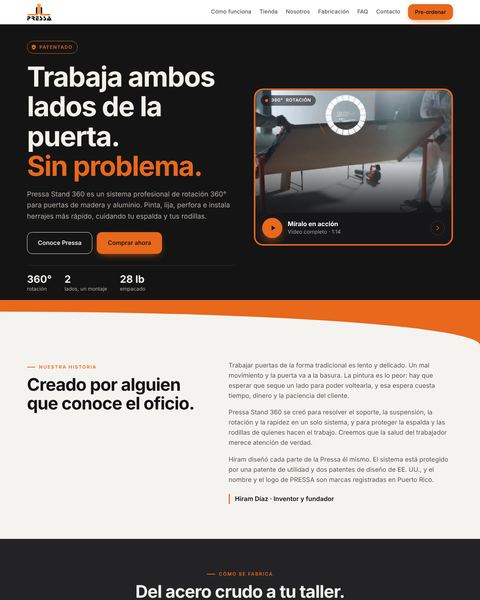 PRESSA
Cómo funciona Tienda Nosotros Fabricación FAQ Contacto Pre-ordenar
PATENTADO
Trabaja ambos
lados de la
puerta.
Sin problema.
Pressa Stand 360 es un sistema profesional de rotación 360°
para puertas de madera y aluminio. Pinta, lija, perfora e instala
herrajes más rápido, cuidando tu espalda y tus rodillas.
Conoce Pressa Comprar ahora
360° 2 28 lb
rotación lados, un montaje empacado
360° ROTACIÓN
Míralo en acción
Video completo · 1:14
NUESTRA HISTORIA
Creado por alguien
que conoce el oficio.
Trabajar puertas de la forma tradicional es lento y delicado. Un mal
movimiento y la puerta va a la basura. La pintura es lo peor: hay que
esperar que seque un lado para poder voltearla, y esa espera cuesta
tiempo, dinero y la paciencia del cliente.
Pressa Stand 360 se creó para resolver el soporte, la suspensión, la
rotación y la rapidez en un solo sistema, y para proteger la espalda y las
rodillas de quienes hacen el trabajo. Creemos que la salud del trabajador
merece atención de verdad.
Hiram diseñó cada parte de la Pressa él mismo. El sistema está protegido
por una patente de utilidad y dos patentes de diseño de EE. UU., y el
nombre y el logo de PRESSA son marcas registradas en Puerto Rico.
Hiram Díaz · Inventor y fundador
CÓMO SE FABRICA
Del acero crudo a tu taller.